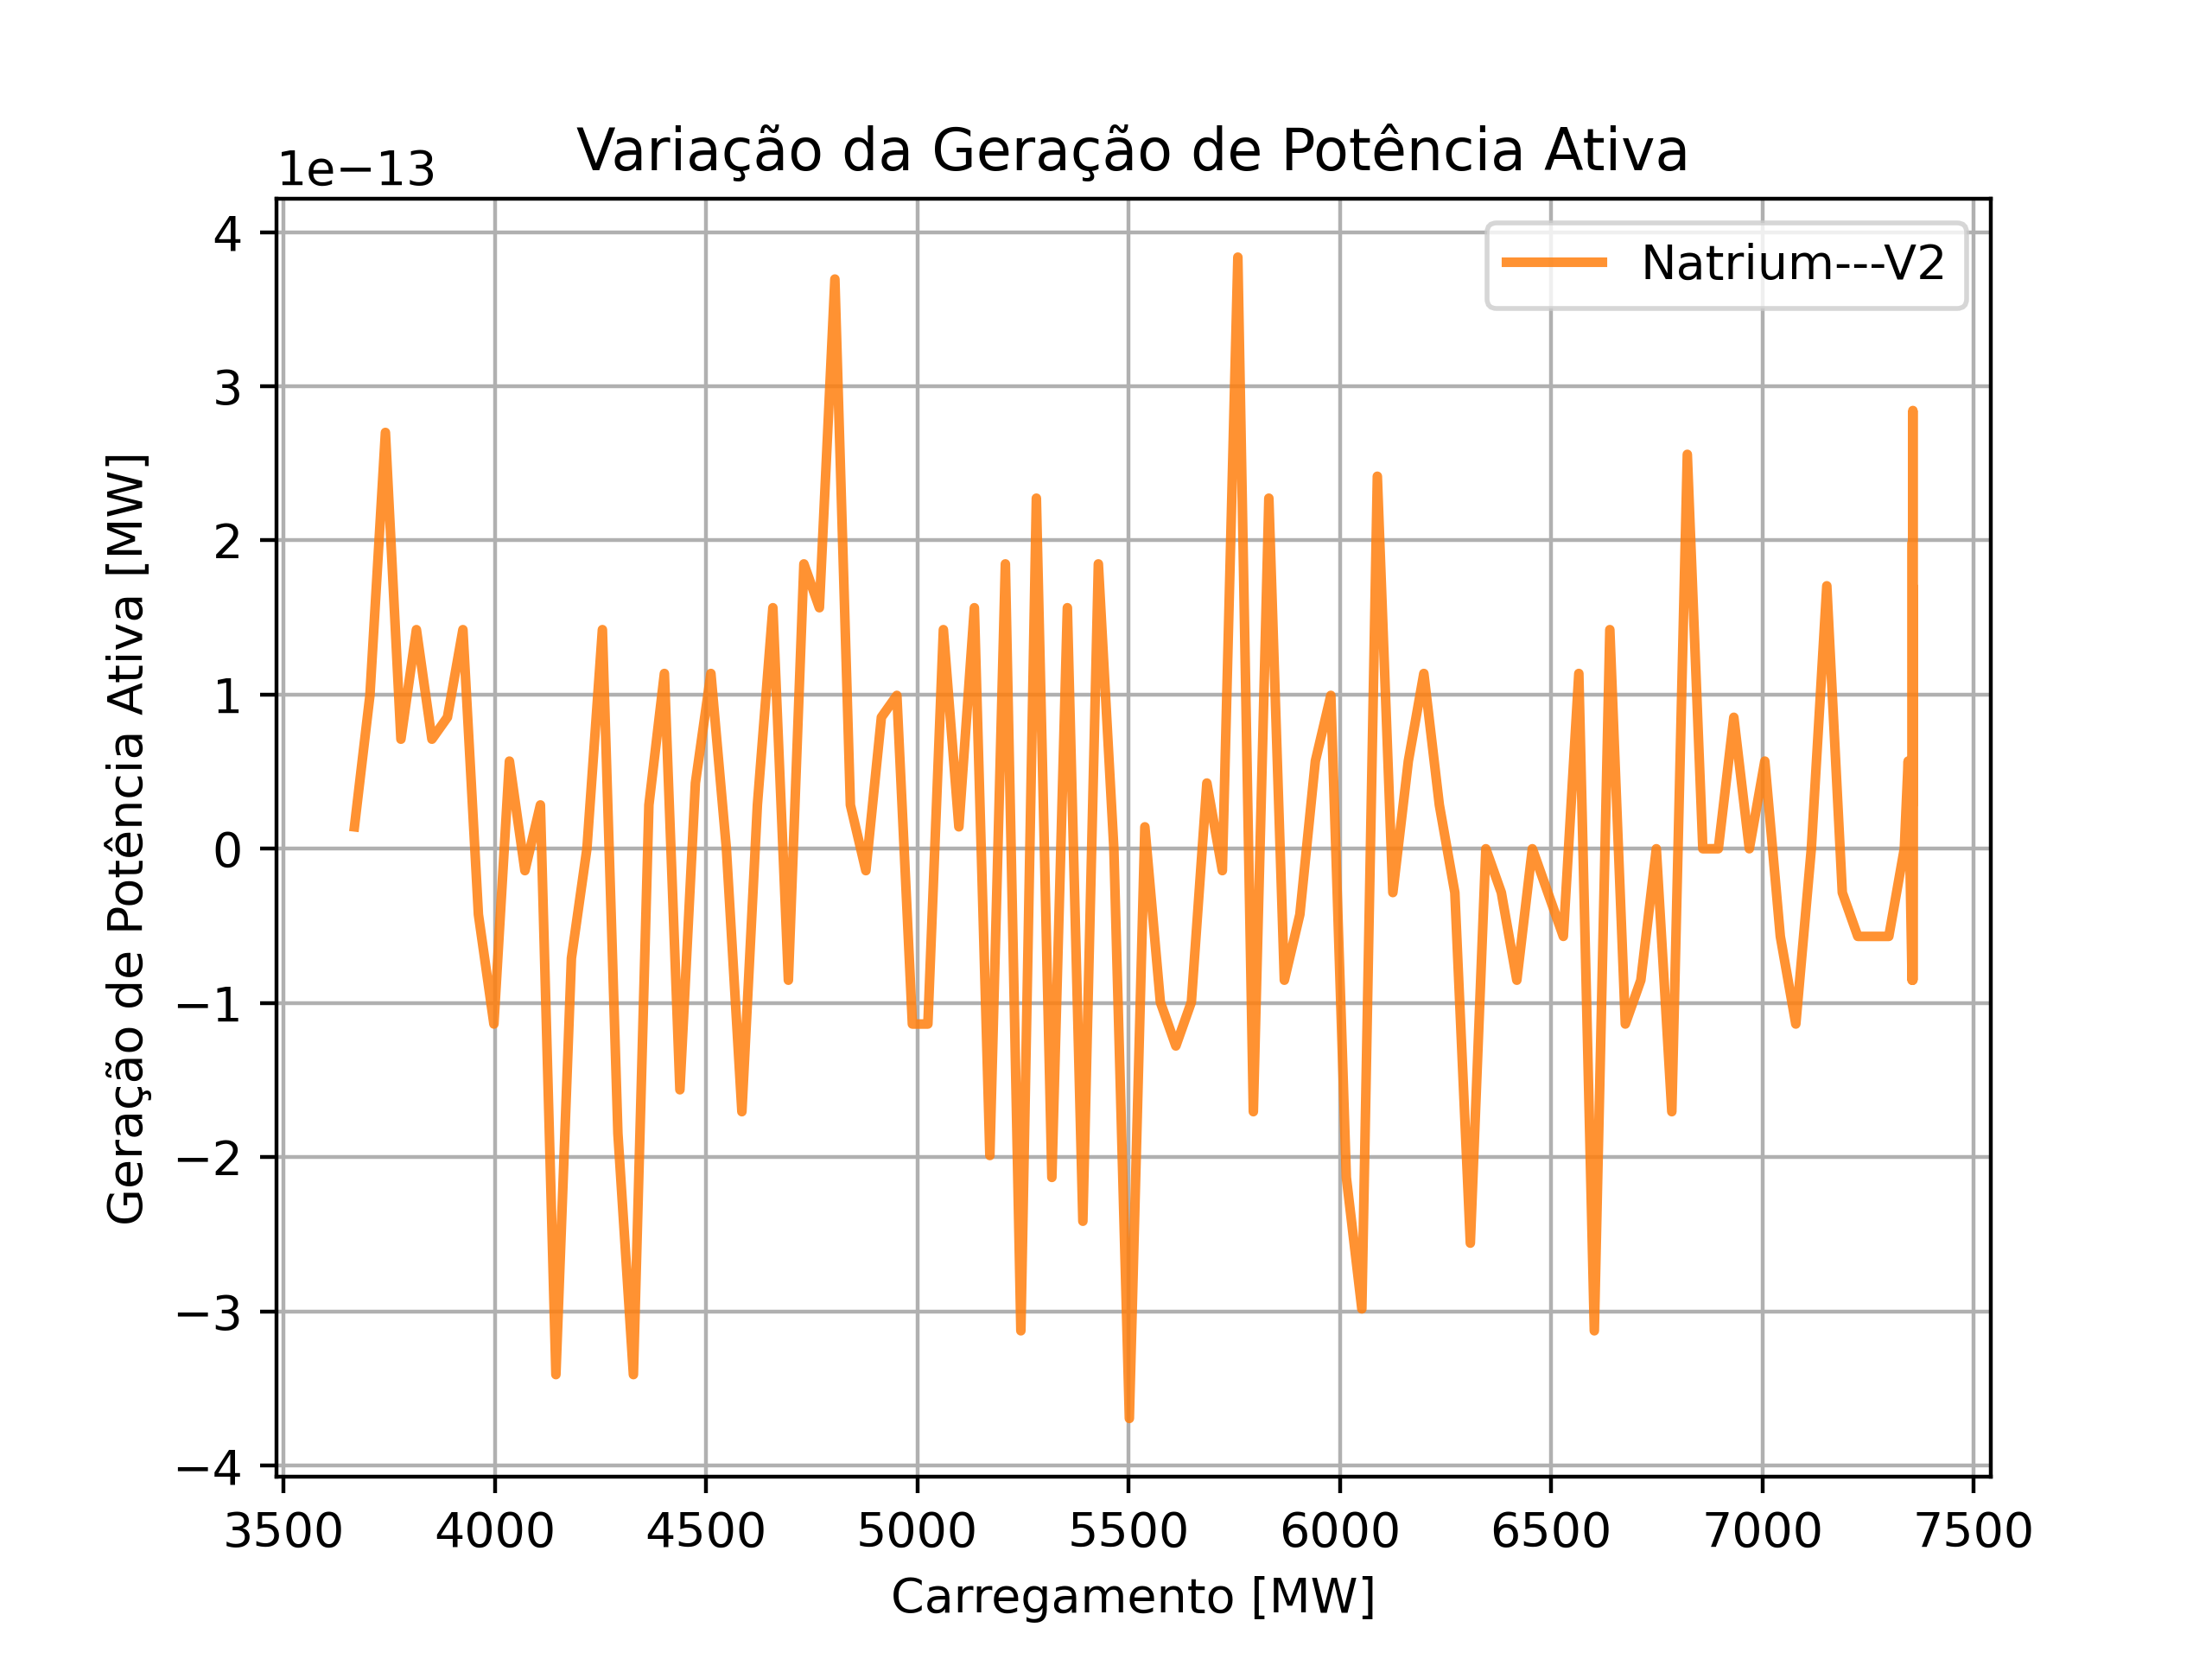 Variação da Geração de Potência Ativa
1e−13
Natrium---V2
4
3
2
1
0
−1
−2
−3
−4
Geração de Potência Ativa [MW]
3500 4000 4500 5000 5500 6000 6500 7000 7500
Carregamento [MW]